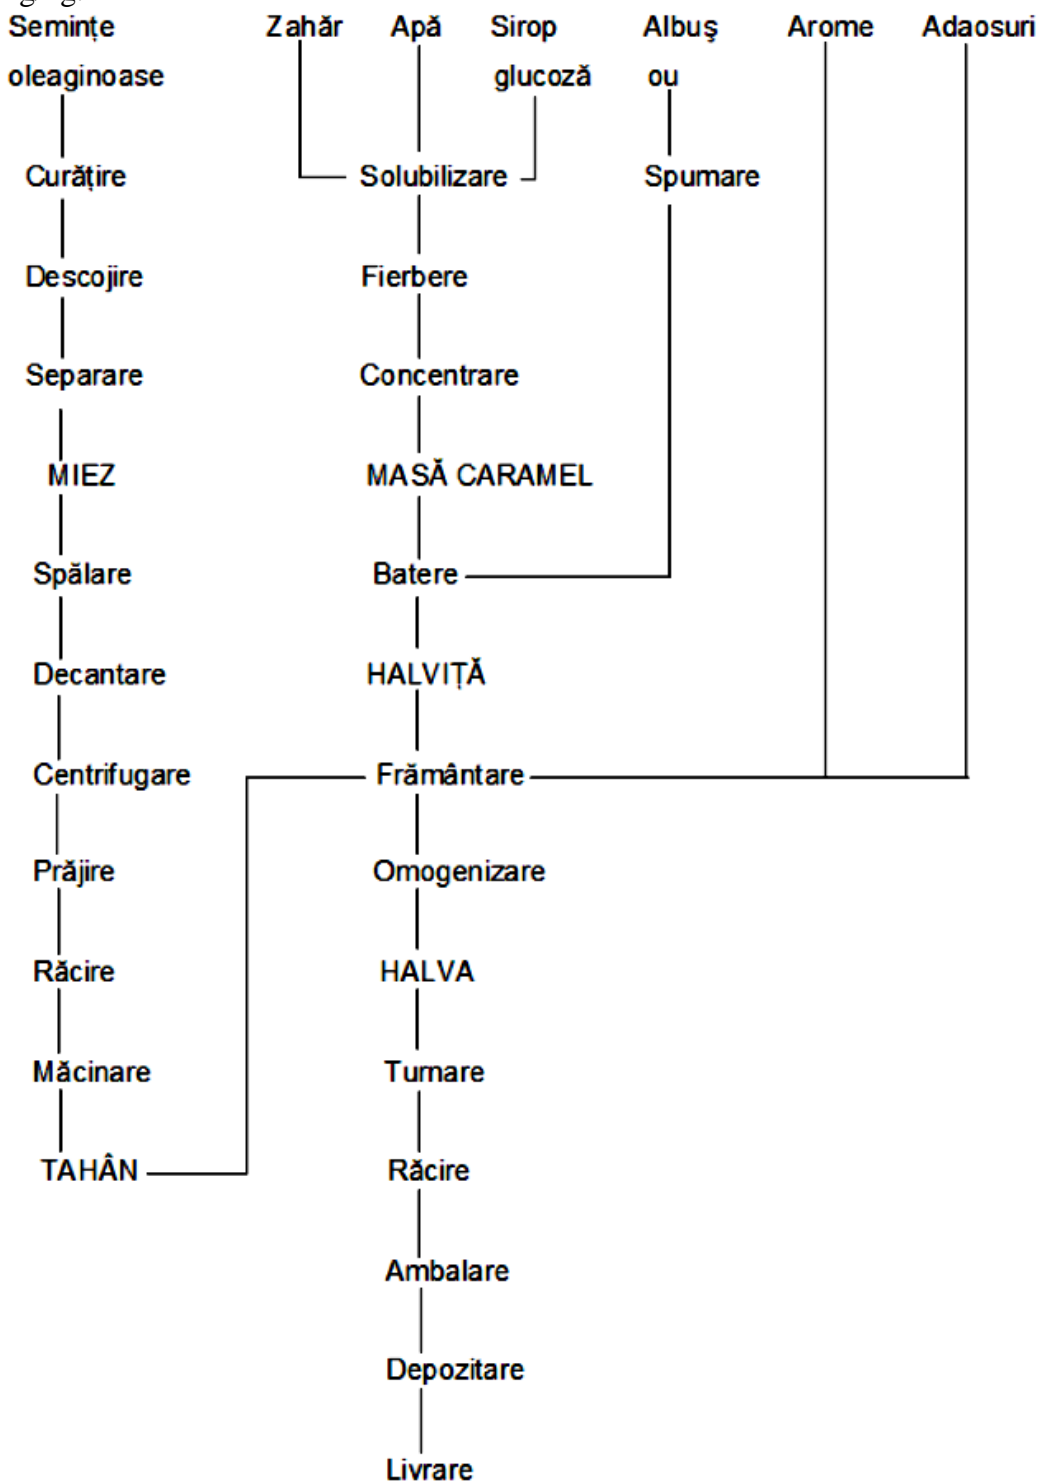 Semințe Zahăr Apă Sirop Albuş Arome Adaosuri
oleaginoase glucoză ou
Curățire Solubilizare Spumare
Descojire Fierbere
Separare Concentrare
MIEZ MASĂ CARAMEL
Spălare Batere
Decantare HALVIȚĂ
Centrifugare Frământare
Prăjire Omogenizare
Răcire HALVA
Măcinare Turnare
TAHÂN Răcire
Ambalare
Depozitare
Livrare